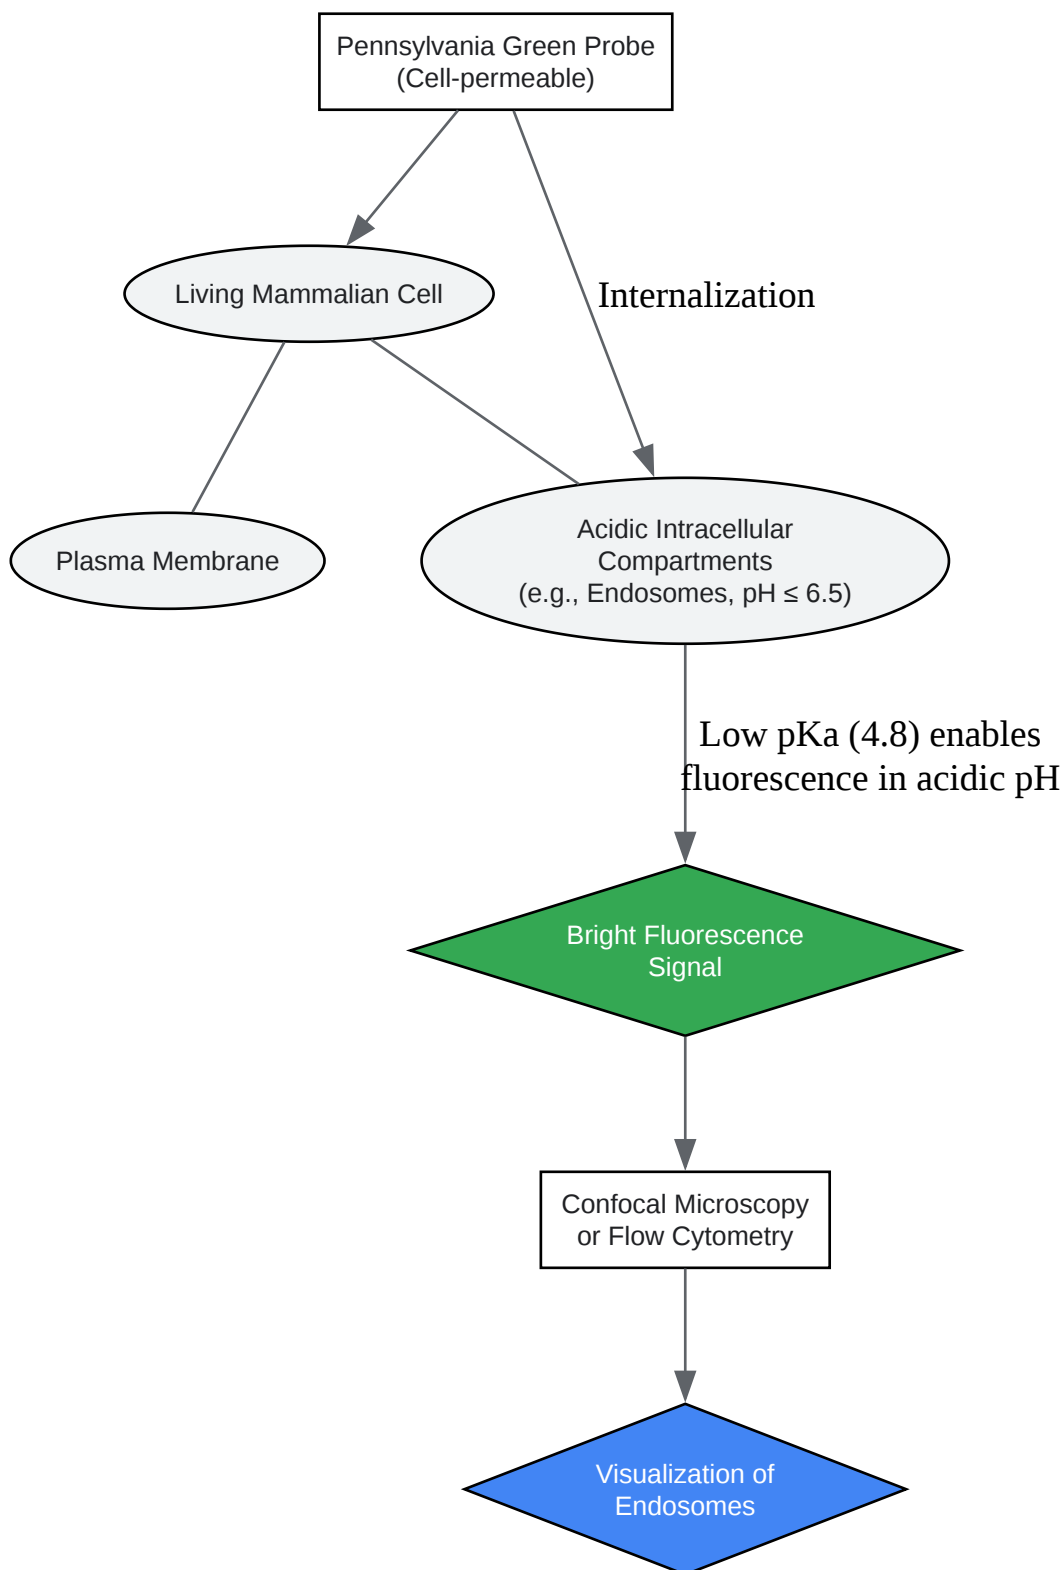 Pennsylvania Green Probe
(Cell-permeable)
Living Mammalian Cell
Internalization
Plasma Membrane
Acidic Intracellular
Compartments
(e.g., Endosomes, pH ≤ 6.5)
Low pKa (4.8) enables
fluorescence in acidic pH
Bright Fluorescence
Signal
Confocal Microscopy
or Flow Cytometry
Visualization of
Endosomes